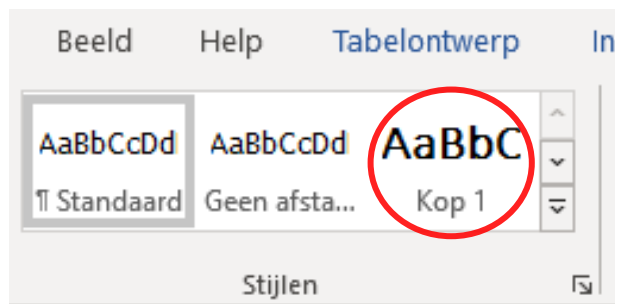 Beeld Help Tabelontwerp In
AaBbCcDd AaBbCcDd AaBbC
¶ Standaard Geen afsta... Kop 1
Stijlen